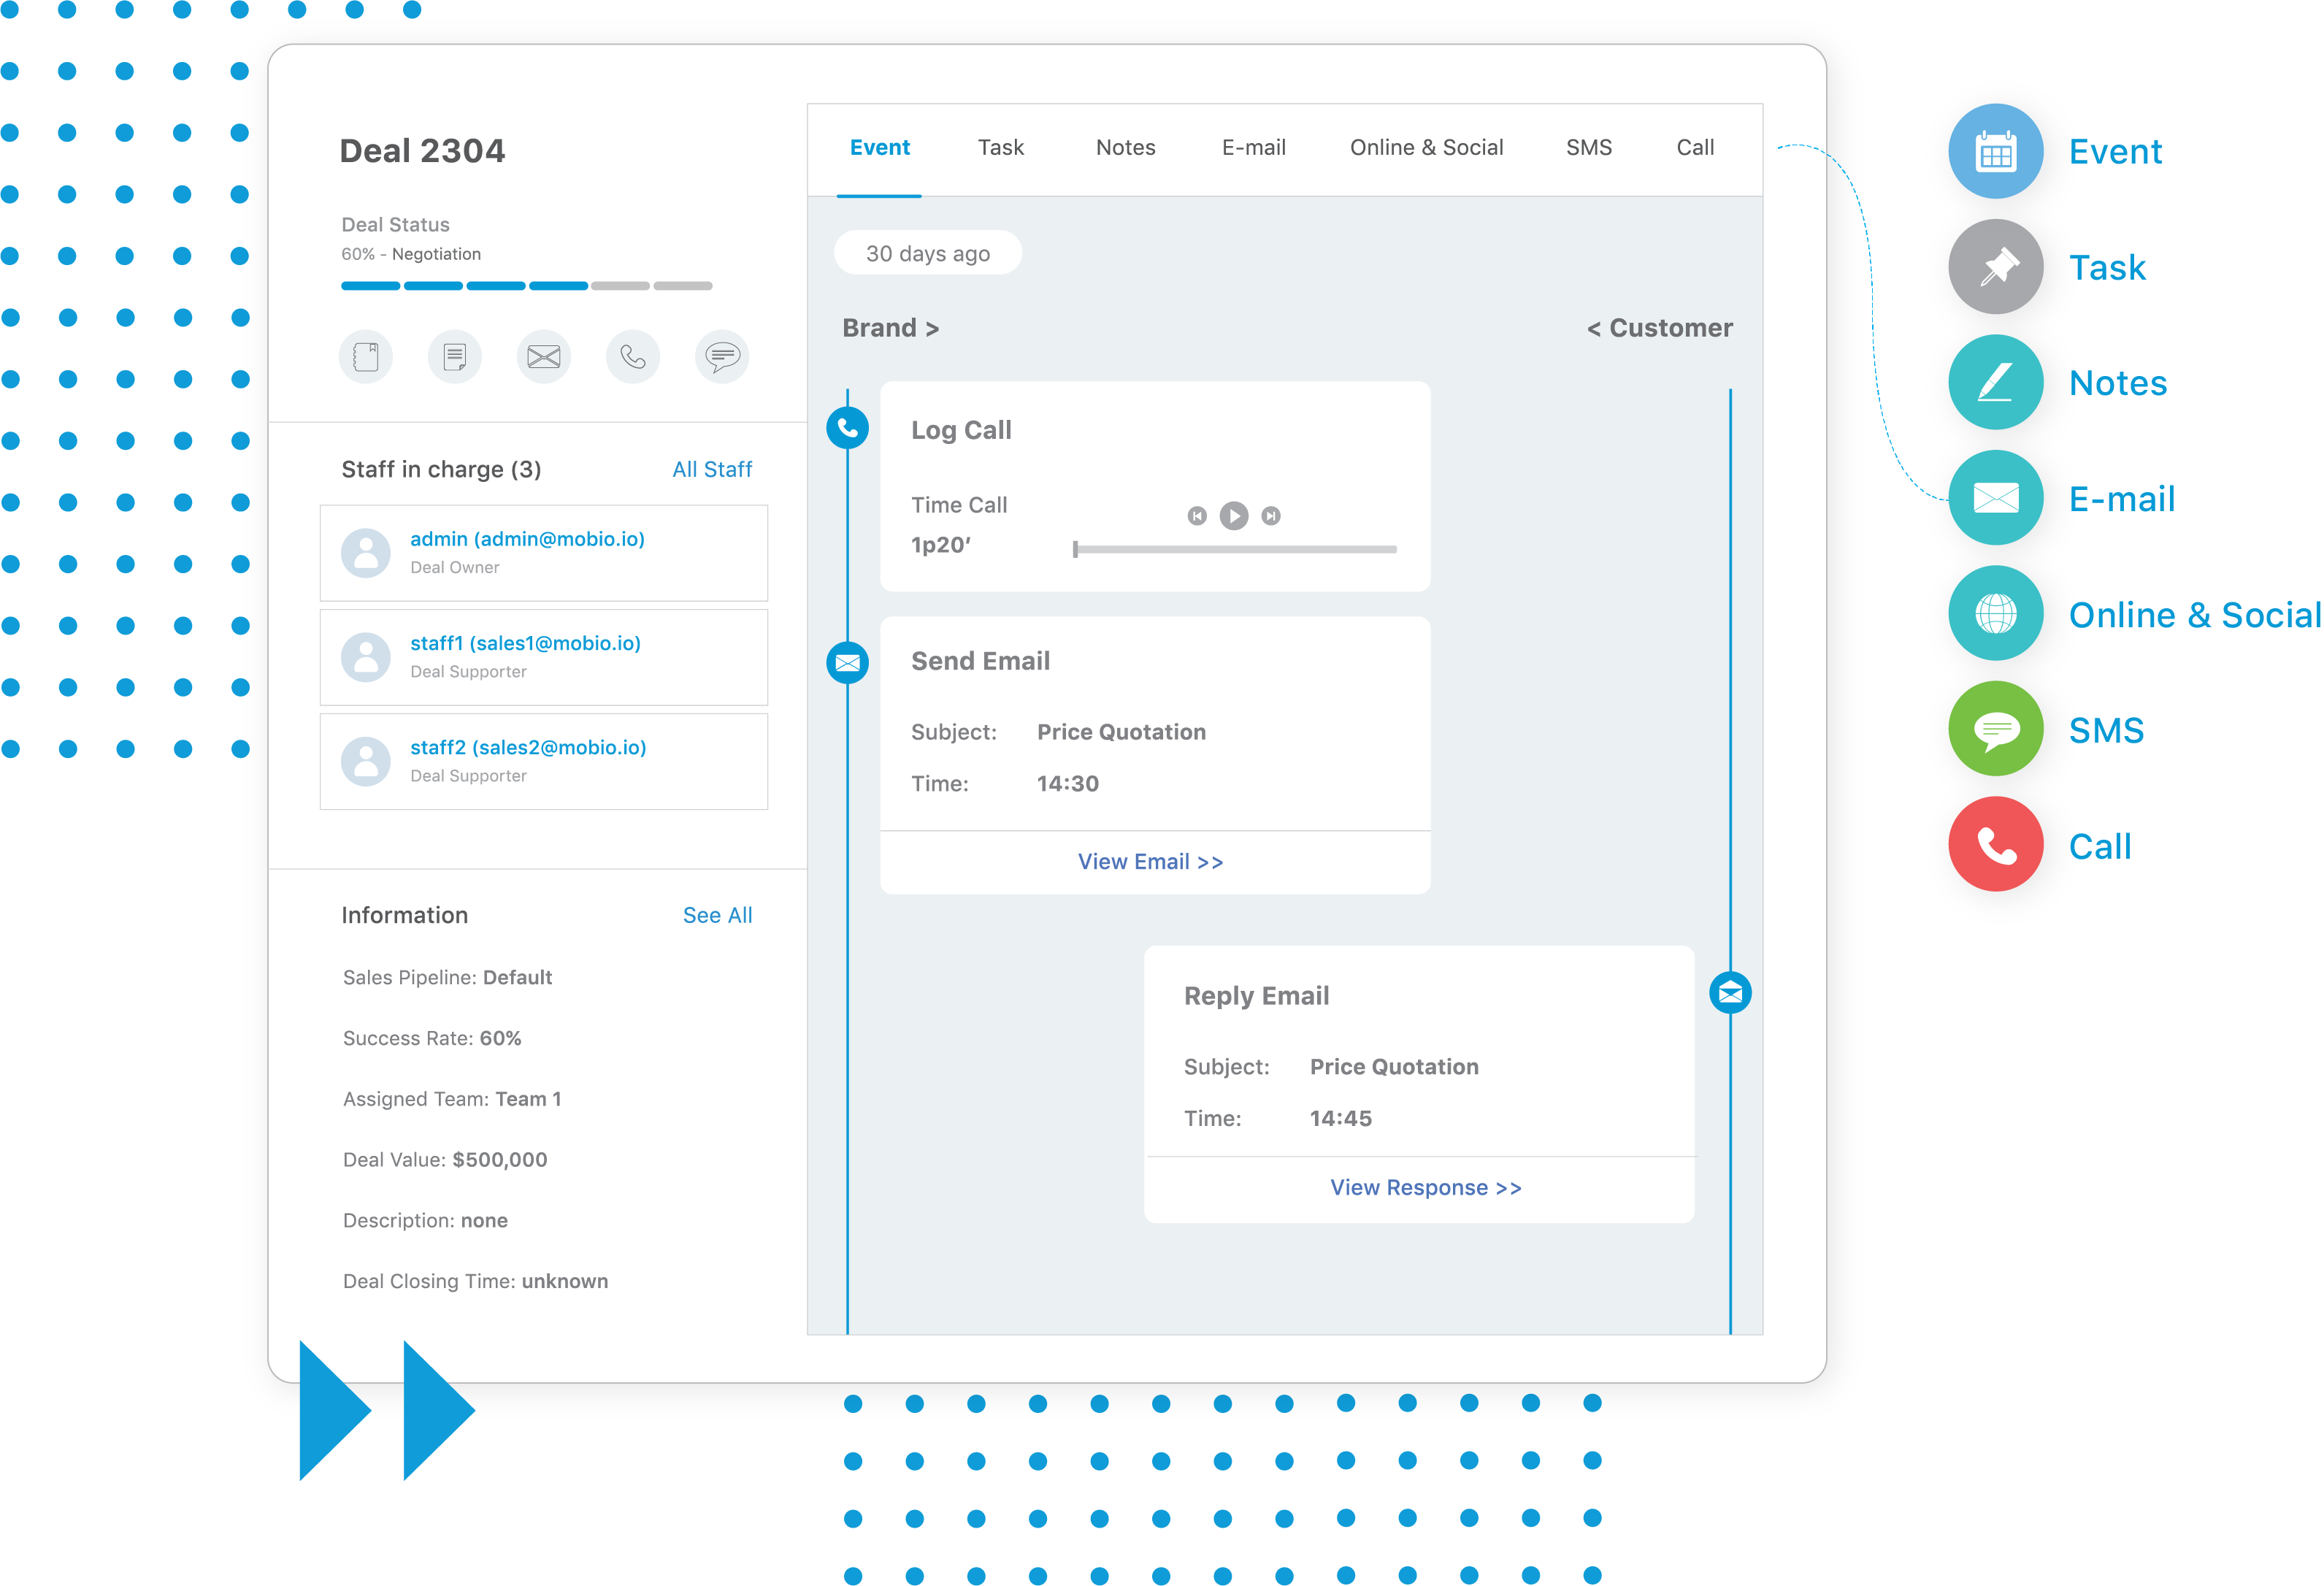 Deal 2304
Deal Status
60% - Negotiation
Staff in charge (3)
All Staff
admin (admin@mobio.io)
Deal Owner
staff1 (sales1@mobio.io)
Deal Supporter
staff2 (sales2@mobio.io)
Deal Supporter
Information
See All
Sales Pipeline: Default
Success Rate: 60%
Assigned Team: Team 1
Deal Value: $500,000
Description: none
Deal Closing Time: unknown
Event
Task
Notes
E-mail
Online & Social
SMS
Call
30 days ago
Brand >
< Customer
Log Call
Time Call
1p20’
Send Email
Subject: Price Quotation
Time: 14:30
View Email >>
Reply Email
Subject: Price Quotation
Time: 14:45
View Response >>
Event
Task
Notes
E-mail
Online & Social
SMS
Call